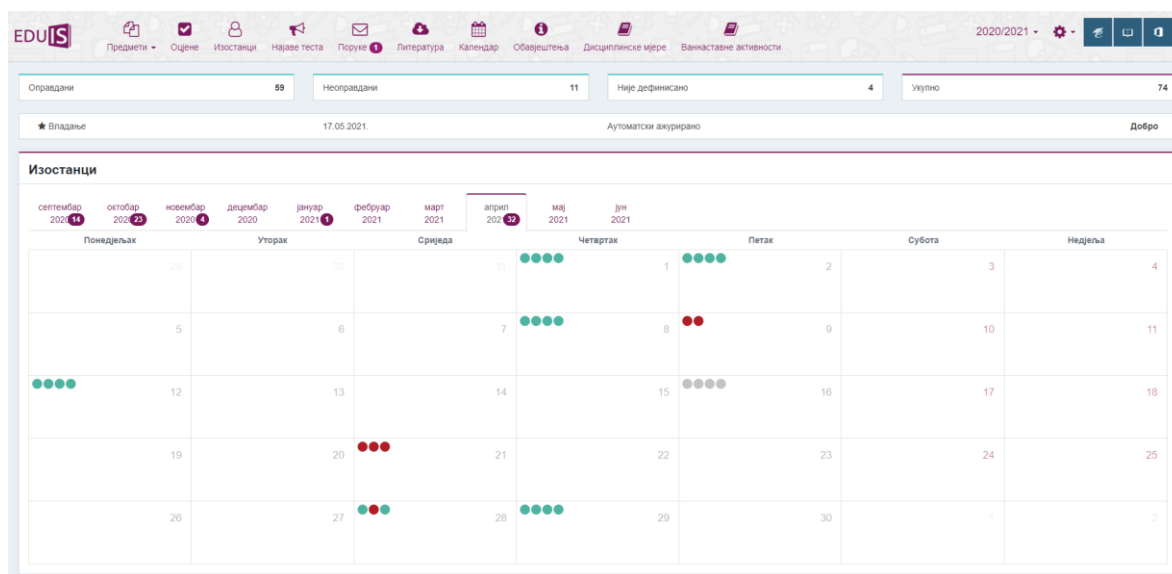 EDUIS
Предмети
Оцјене
Изостанци
Најаве теста
Поруке 1
Литература
Календар
Обавјештења
Дисциплинске мјере
Ваннаставне активности
2020/2021
Оправдани 59
Неоправдани 11
Није дефинисано 4
Укупно 74
Владање 17.05.2021. Аутоматски ажурирано Добро
Изостанци
септембар 2020 14
октобар 2020 23
новембар 2020 4
децембар 2020
јануар 2021 1
фебруар 2021
март 2021
април 2021 32
мај 2021
јун 2021
Понедјељак Уторак Сриједа Четвртак Петак Субота Недјеља
29 30 31 1 2 3 4
5 6 7 8 9 10 11
12 13 14 15 16 17 18
19 20 21 22 23 24 25
26 27 28 29 30 1 2